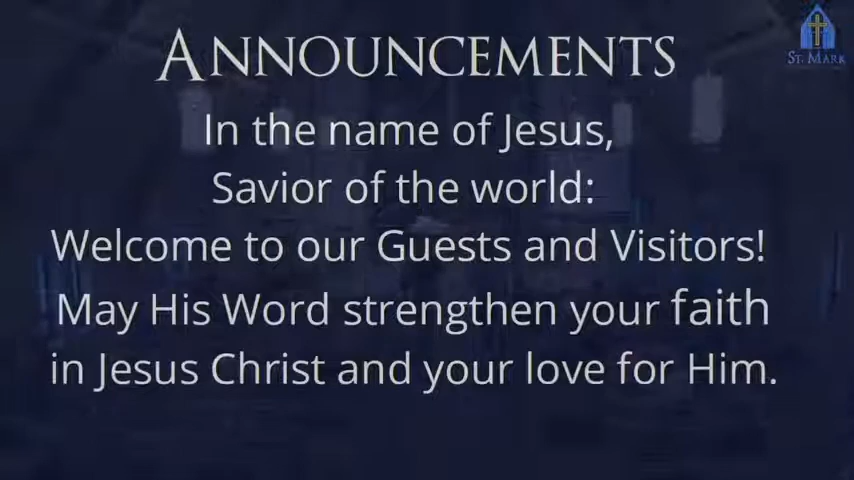 ANNOUNCEMENTS
ST. MARK
In the name of Jesus,
Savior of the world:
Welcome to our Guests and Visitors!
May His Word strengthen your faith
in Jesus Christ and your love for Him.